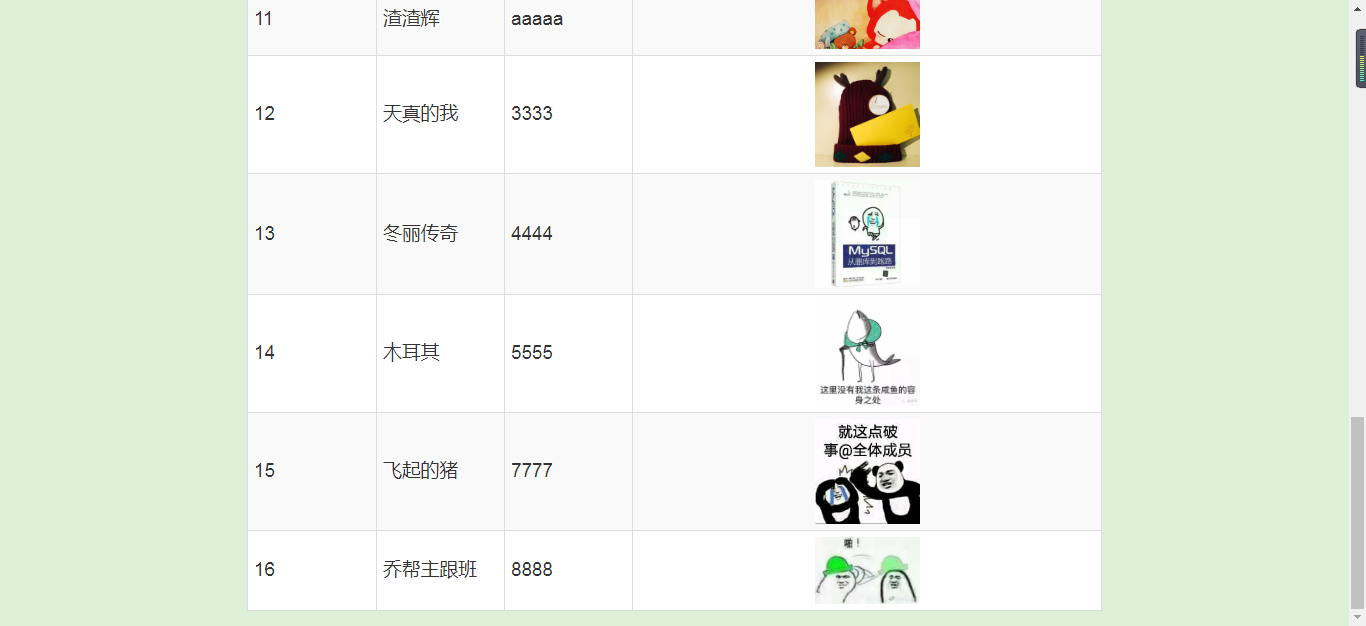 11 渣渣辉 aaaaa
12 天真的我 3333
13 冬丽传奇 4444
MySQL
从删库到跑路
14 木耳其 5555
这里没有我这条咸鱼的容
身之处
15 飞起的猪 7777
就这点破
事@全体成员
16 乔帮主跟班 8888
啪！